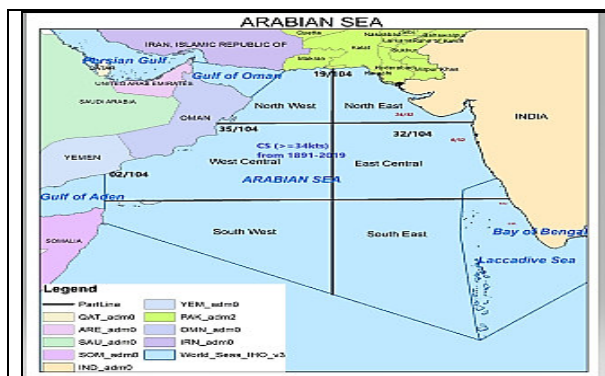 ARABIAN SEA
IRAN, ISLAMIC REPUBLIC OF
Kalat
Persian Gulf
QATAR
Gulf of Oman
19/104
UNITED ARAB EMIRATES
SAUDI ARABIA
OMAN
North West
North East
INDIA
35/104
32/104
CS (>=34kts)
from 1891-2019
YEMEN
West Central
East Central
02/104
ARABIAN SEA
Gulf of Aden
South West
South East
Bay of Bengal
SOMALIA
Laccadive Sea
Legend
PartLine
YEM_adm0
QAT_adm0
PAK_adm2
ARE_adm0
OMN_adm0
SAU_adm0
IRN_adm0
SOM_adm0
World_Seas_IHO_v3
IND_adm0